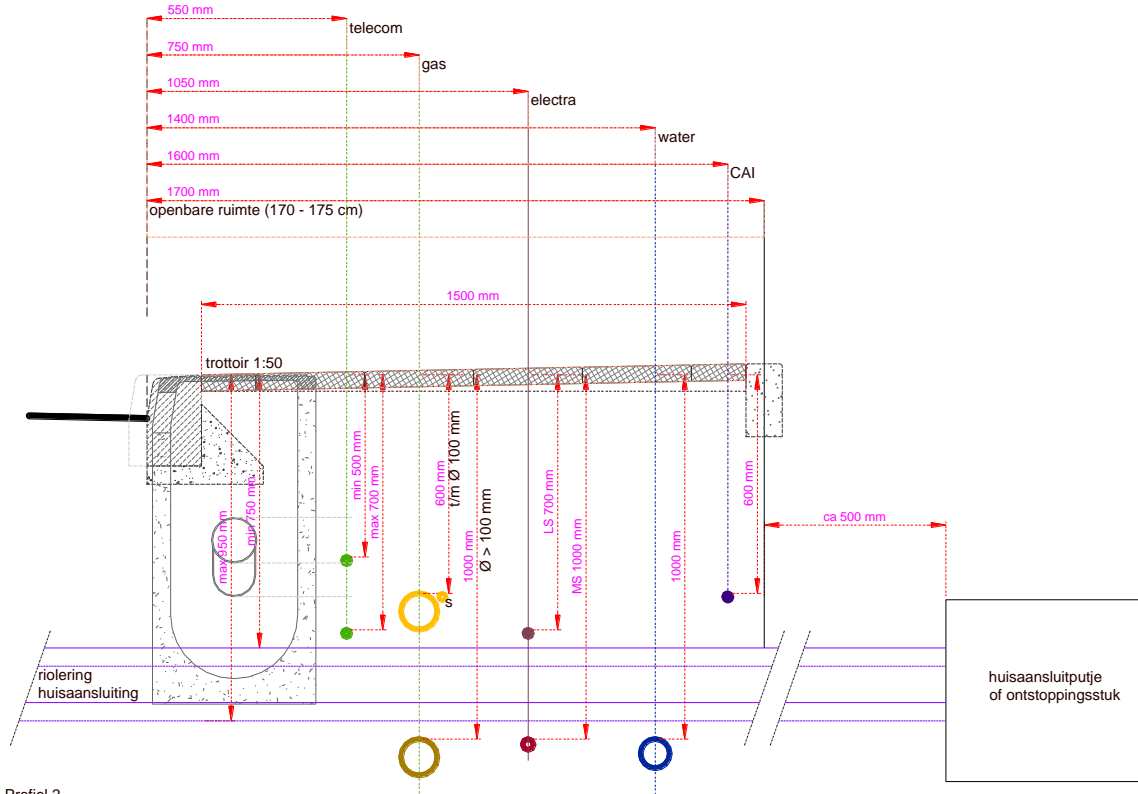 550 mm
telecom
750 mm
gas
1050 mm
electra
1400 mm
water
1600 mm
CAI
1700 mm
openbare ruimte (170 - 175 cm)
1500 mm
trottoir 1:50
max 950 mm
min 750 mm
min 500 mm
max 700 mm
600 mm
t/m Ø 100 mm
1000 mm
Ø > 100 mm
LS 700 mm
MS 1000 mm
1000 mm
600 mm
ca 500 mm
s
riolering
huisaansluiting
huisaansluitputje
of ontstoppingsstuk